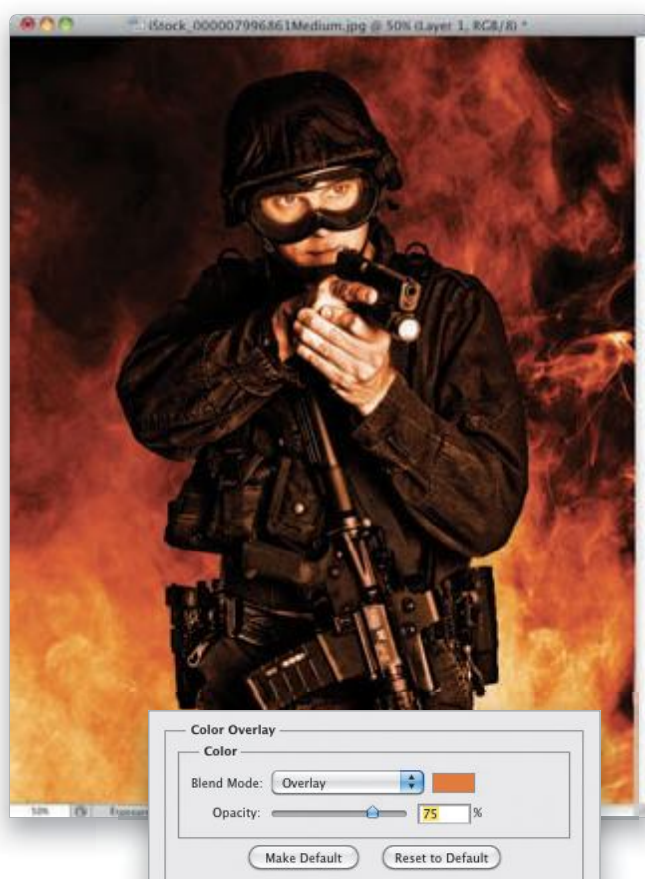 iStock_000007996861Medium.jpg @ 50% (Layer 1, RGB/8) *
50%
Color Overlay
Color
Blend Mode: Overlay
Opacity: 75 %
Make Default Reset to Default